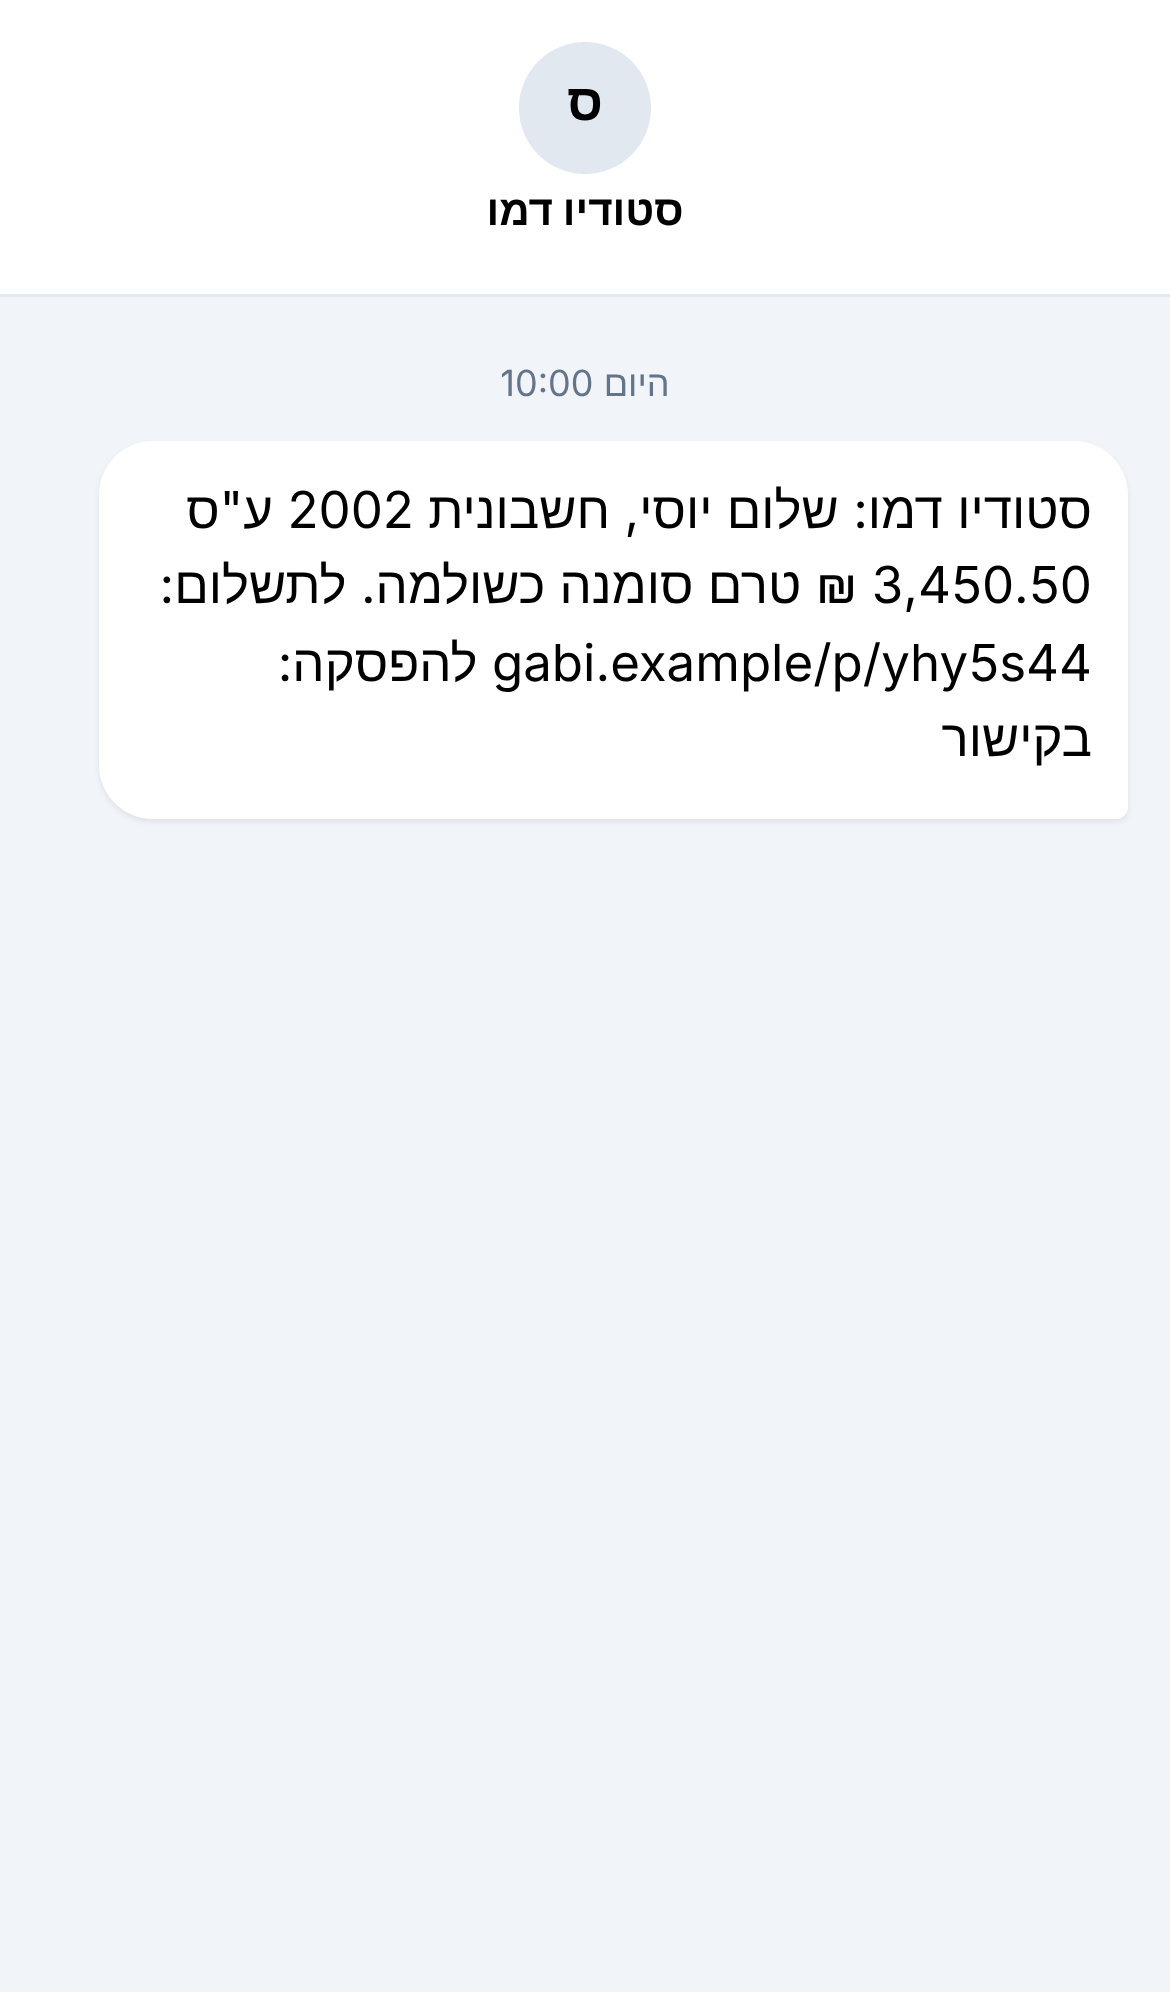 ס
סטודיו דמו
היום 10:00
סטודיו דמו: שלום יוסי, חשבונית 2002 ע"ס
3,450.50 ₪ טרם סומנה כשולמה. לתשלום:
gabi.example/p/yhy5s44 להפסקה:
בקישור